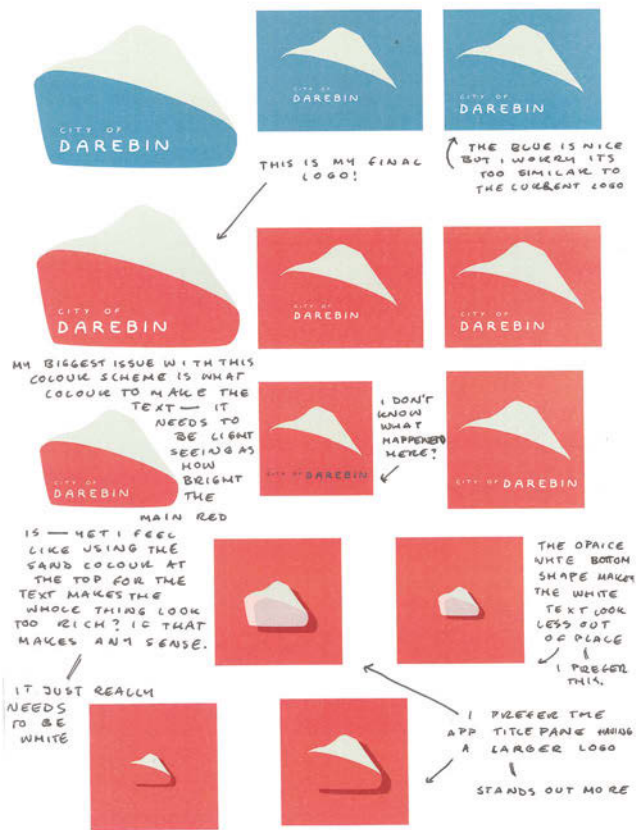 CITY OF
DAREBIN
CITY OF
DAREBIN
CITY OF
DAREBIN
THIS IS MY FINAL
LOGO!
THE BLUE IS NICE
BUT I WORRY ITS
TOO SIMILAR TO
THE CURRENT LOGO
CITY OF
DAREBIN
CITY OF
DAREBIN
CITY OF
DAREBIN
MY BIGGEST ISSUE WITH THIS
COLOUR SCHEME IS WHAT
COLOUR TO MAKE THE
TEXT — IT
NEEDS TO
BE LIGHT
SEEING AS
HOW
BRIGHT
THE
MAIN RED
IS — YET I FEEL
LIKE USING THE
SAND COLOUR AT
THE TOP FOR THE
TEXT MAKES THE
WHOLE THING LOOK
TOO RICH? IF THAT
MAKES ANY SENSE.
CITY OF
DAREBIN
CITY OF DAREBIN
I DON'T
KNOW
WHAT
HAPPENED
HERE?
CITY OF DAREBIN
THE OPAICE
WHTE BOTTOM
SHAPE MAKES
THE WHITE
TEXT LOOK
LESS OUT
OF PLACE
I PREFER
THIS.
IT JUST REALLY
NEEDS
TO BE
WHITE
I PREFER THE
APP TITLE PANE HAVING
A LARGER LOGO
STANDS OUT MORE